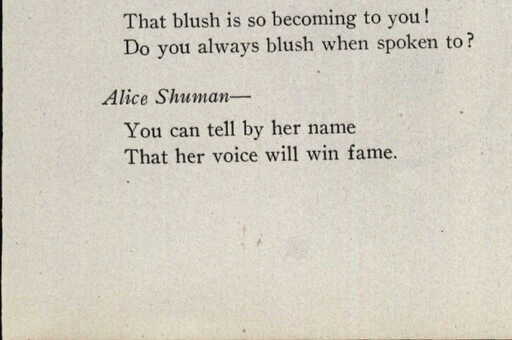 That blush is so becoming to you!
Do you always blush when spoken to?
Alice Shuman—
You can tell by her name
That her voice will win fame.